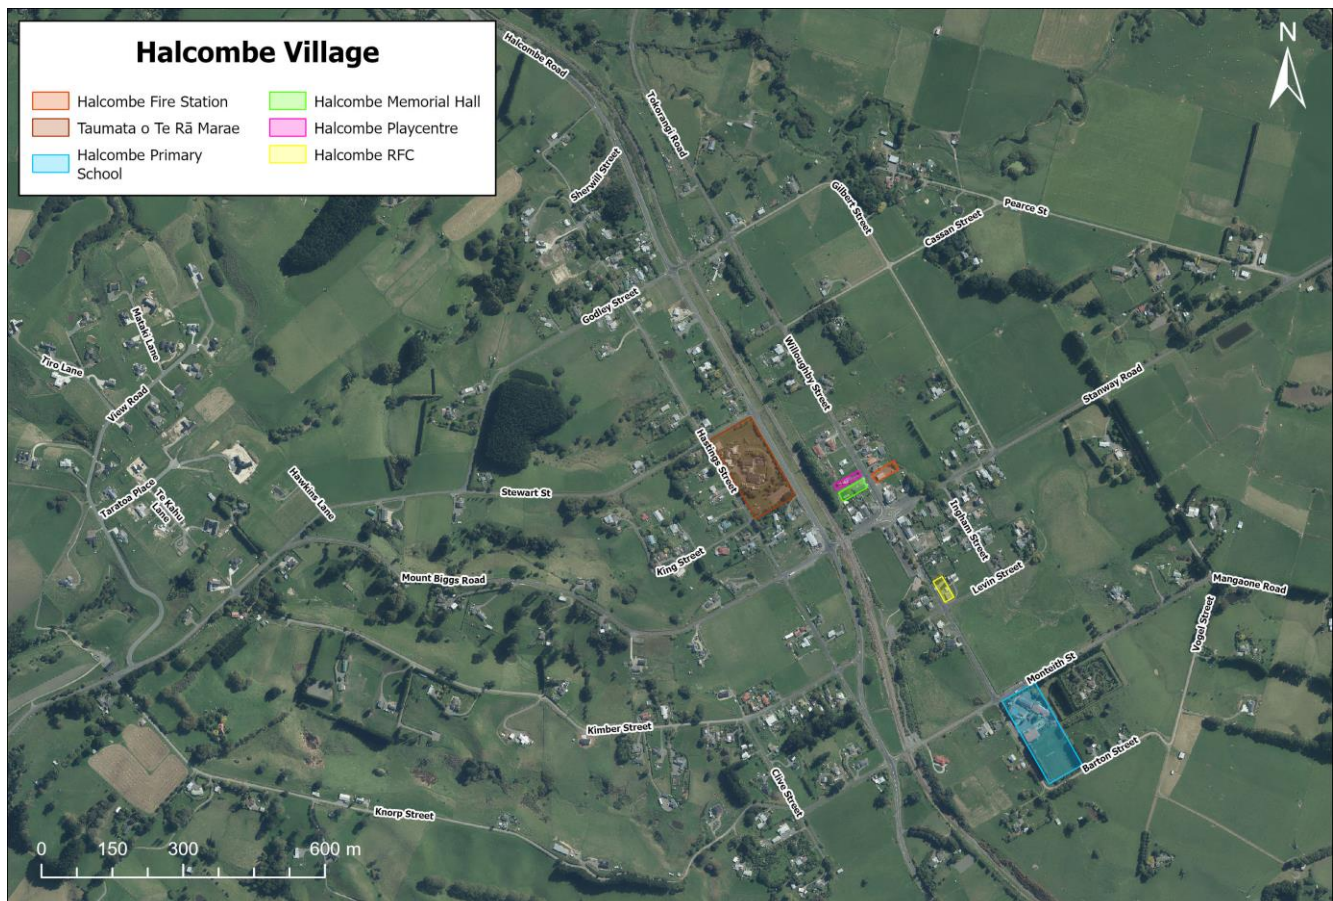 Halcombe Village
Halcombe Fire Station
Taumata o Te Rā Marae
Halcombe Primary
School
Halcombe Memorial Hall
Halcombe Playcentre
Halcombe RFC
N
Halcombe Road
Tokorangi Road
Sherwill Street
Gilbert Street
Pearce St
Cassan Street
Godley Street
Mataki Lane
Tiro Lane
View Road
Willoughby Street
Stanway Road
Hastings Street
Hawkins Lane
Stewart St
Taratoa Place
Te Kahu
Lane
Ingham Street
King Street
Mount Biggs Road
Levin Street
Mangaone Road
Vogel Street
Monteith St
Kimber Street
Barton Street
Clive Street
Knorp Street
0 150 300 600 m